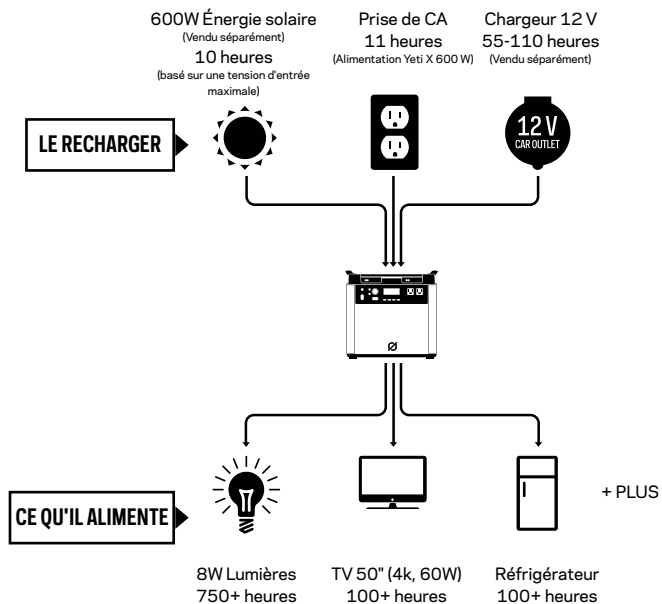 600W Énergie solaire
(Vendu séparément)
10 heures
(basé sur une tension d'entrée
maximale)
Prise de CA
11 heures
(Alimentation Yeti X 600 W)
Chargeur 12 V
55-110 heures
(Vendu séparément)
LE RECHARGER
12 V
CAR OUTLET
CE QU'IL ALIMENTE
+ PLUS
8W Lumières
750+ heures
TV 50" (4k, 60W)
100+ heures
Réfrigérateur
100+ heures